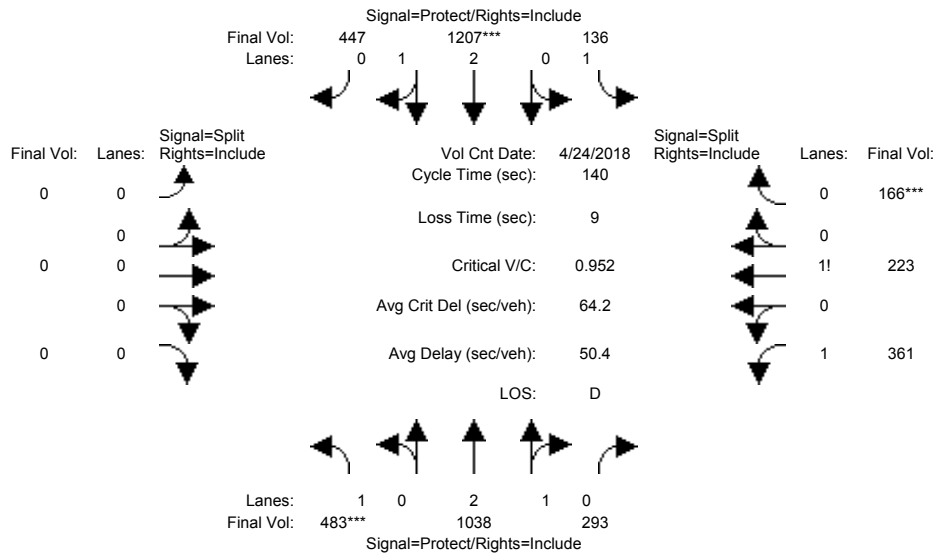 Signal=Protect/Rights=Include
Final Vol: 447 1207*** 136
Lanes: 0 1 2 0 1
Signal=Split
Final Vol: Lanes: Rights=Include
Vol Cnt Date: 4/24/2018
Signal=Split
Rights=Include Lanes: Final Vol:
Cycle Time (sec): 140
0 0
0 166***
Loss Time (sec): 9
0
0
0 0
Critical V/C: 0.952
1! 223
0
Avg Crit Del (sec/veh): 64.2
0
0 0
Avg Delay (sec/veh): 50.4
1 361
LOS: D
Lanes: 1 0 2 1 0
Final Vol: 483*** 1038 293
Signal=Protect/Rights=Include